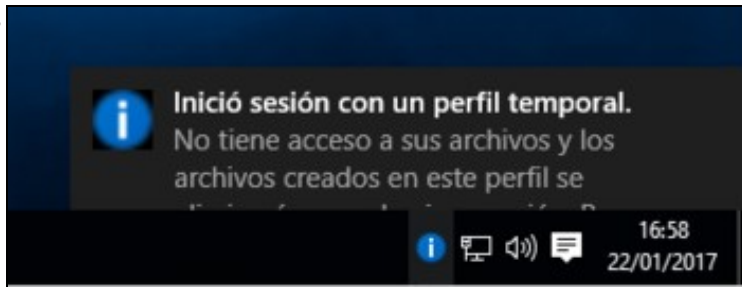 Inició sesión con un perfil temporal.
No tiene acceso a sus archivos y los
archivos creados en este perfil se
16:58
22/01/2017